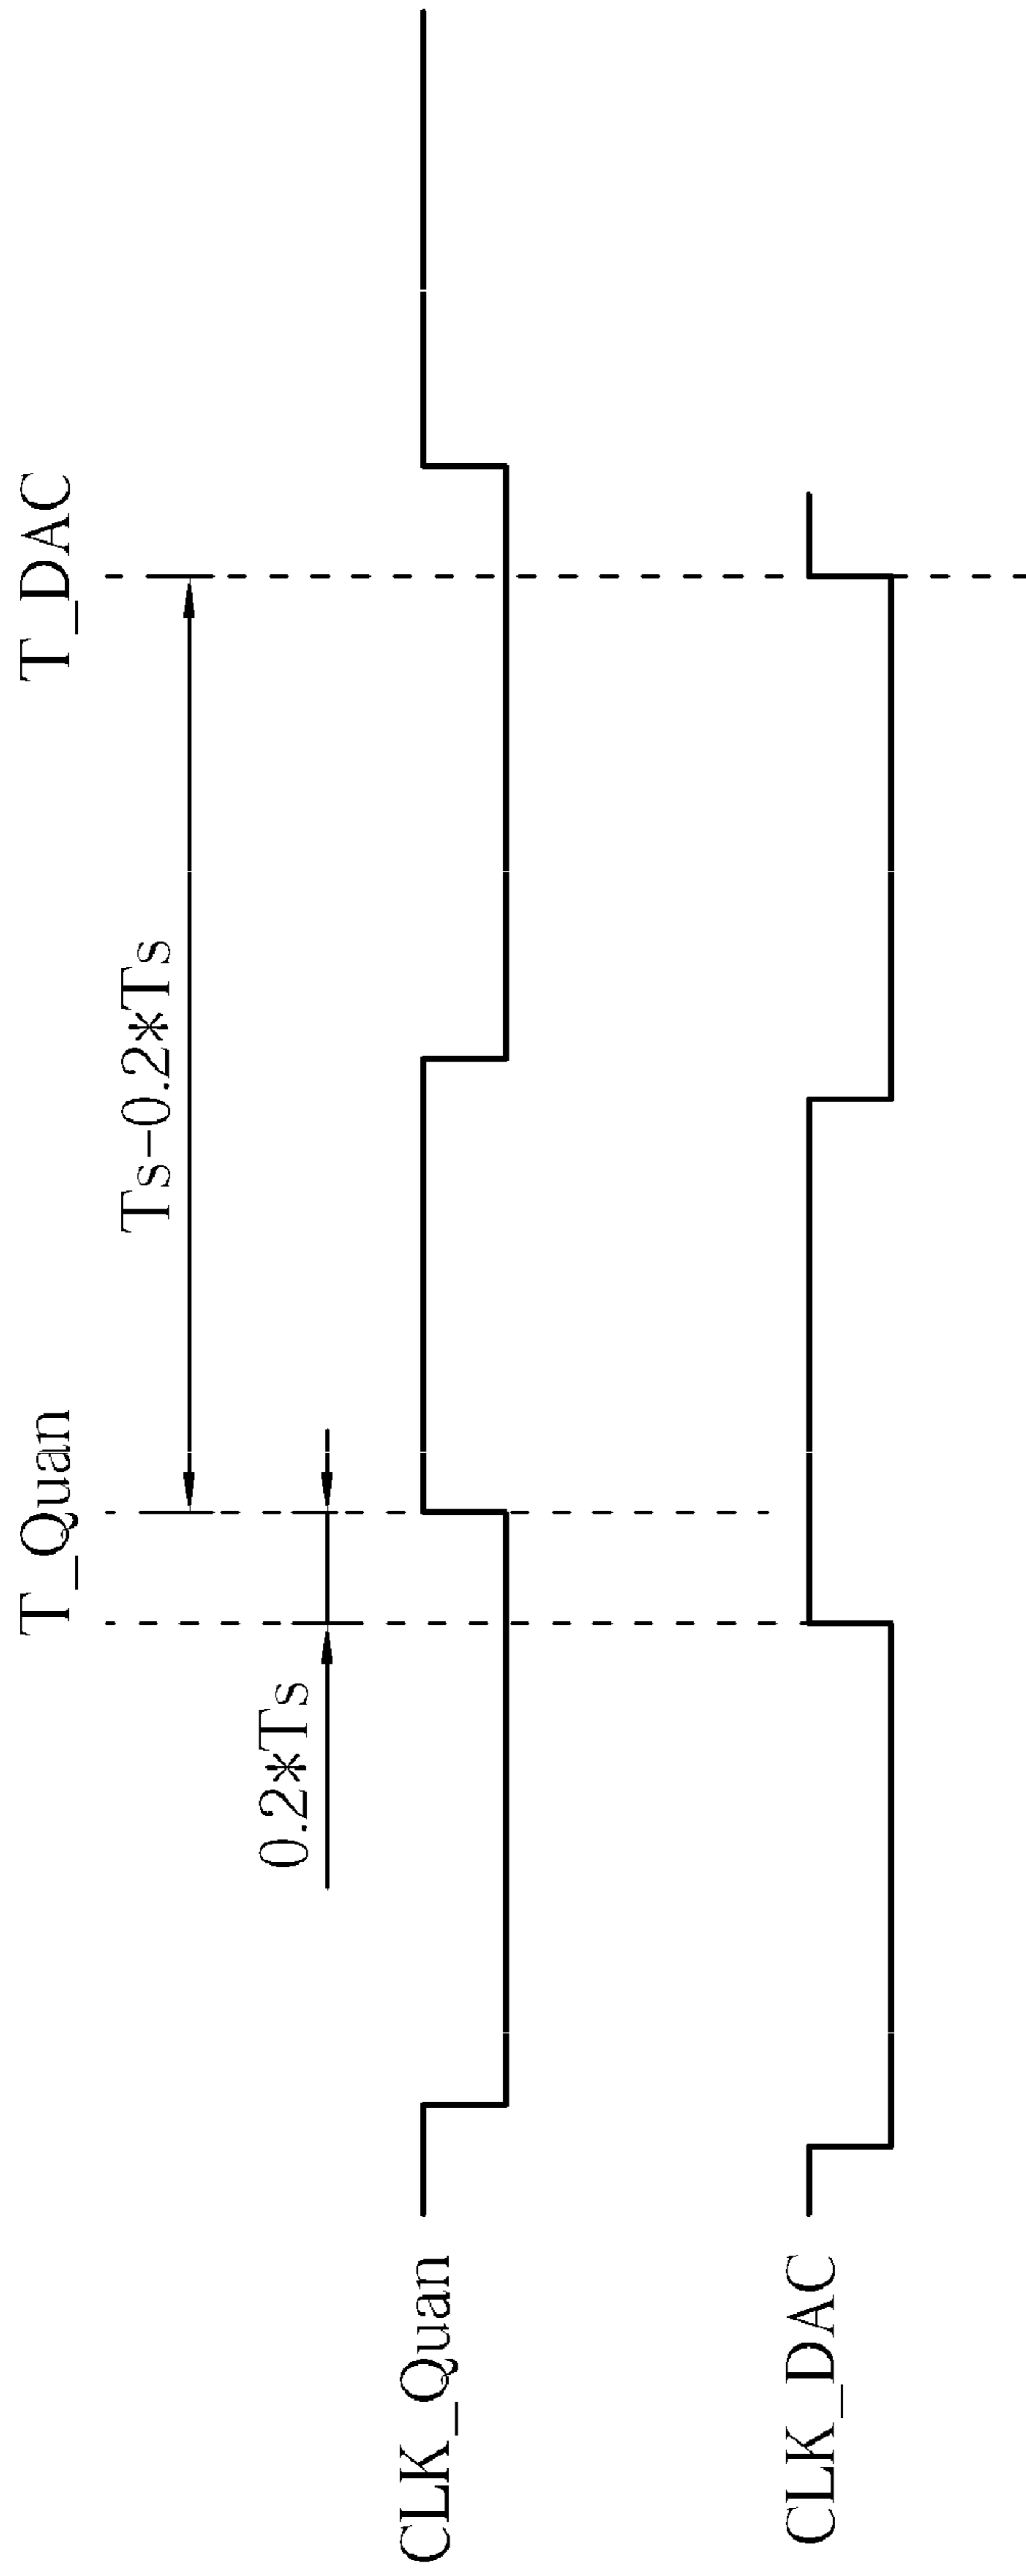 T_Quan
T_DAC
Ts-0.2*Ts
0.2*Ts
CLK_Quan
CLK_DAC